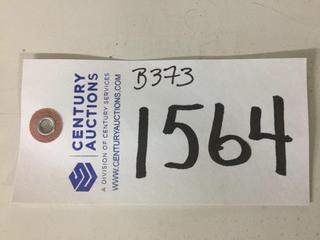 CENTURY
AUCTIONS
A DIVISION OF CENTURY SERVICES
WWW.CENTURYAUCTIONS.COM
B373
1564